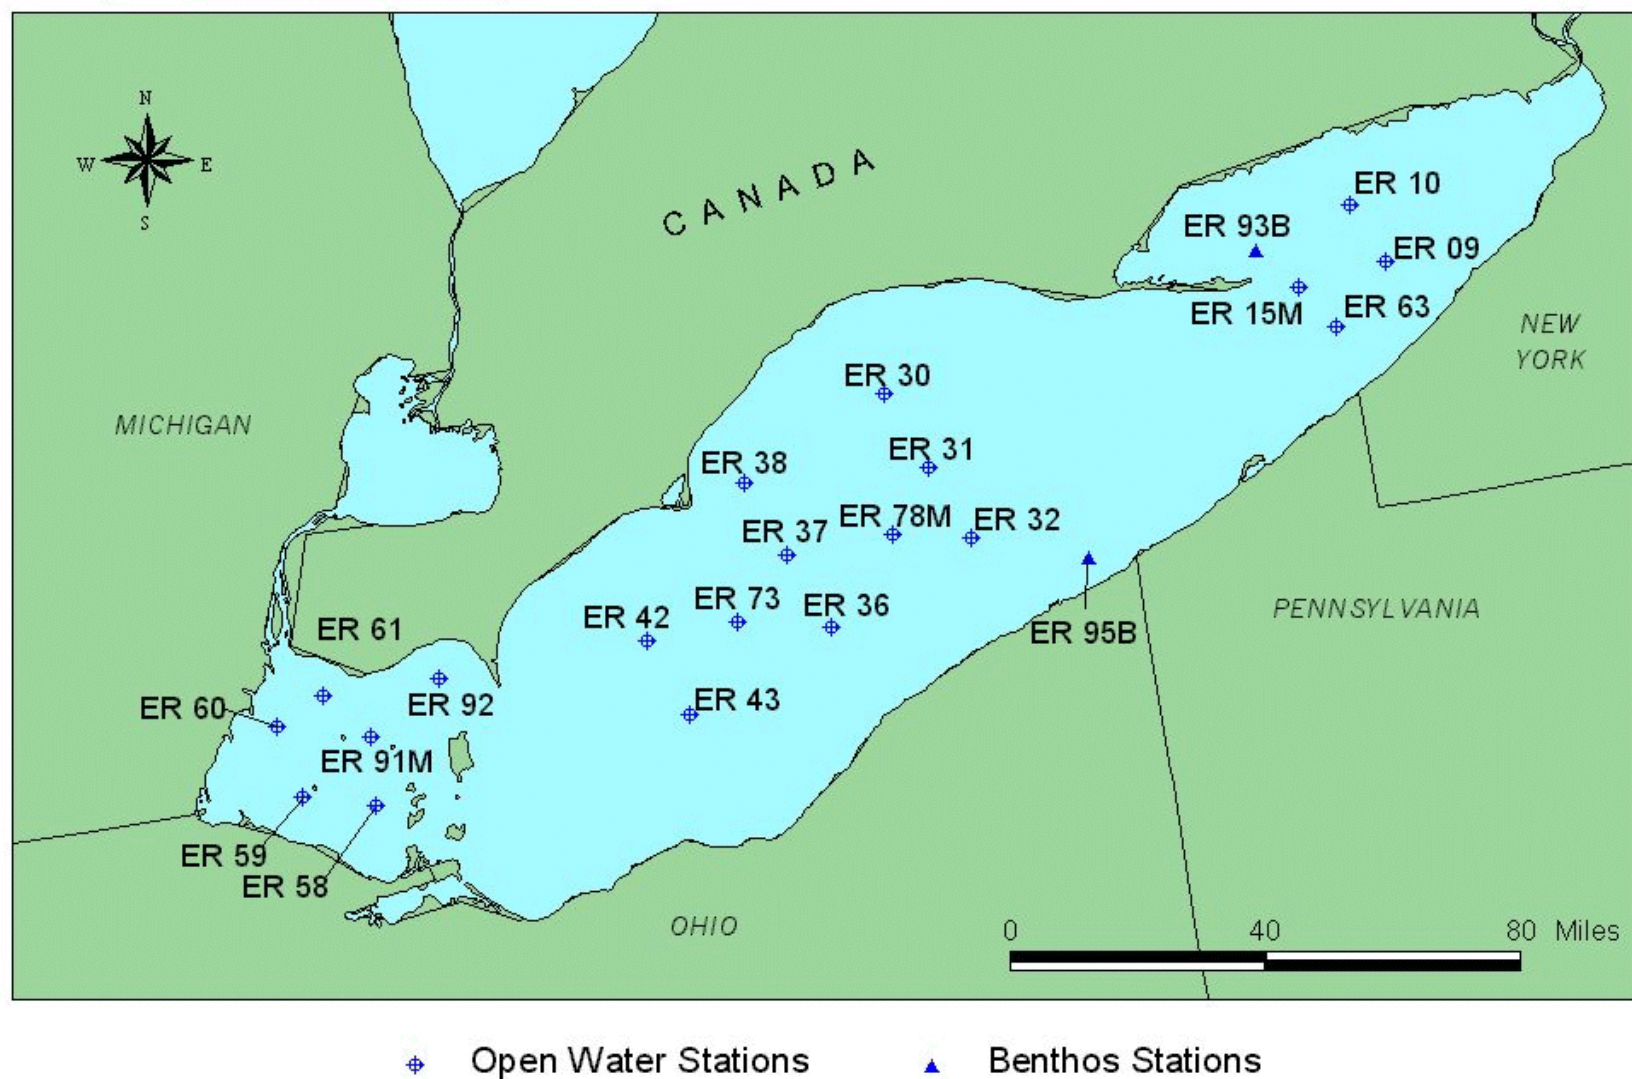 N
W E
S
CANADA
MICHIGAN
NEW
YORK
PENNSYLVANIA
OHIO
ER 10
ER 93B
ER 09
ER 15M
ER 63
ER 30
ER 31
ER 38
ER 78M
ER 32
ER 37
ER 73
ER 36
ER 42
ER 95B
ER 61
ER 60
ER 92
ER 43
ER 91M
ER 59
ER 58
0 40 80 Miles
Open Water Stations
Benthos Stations